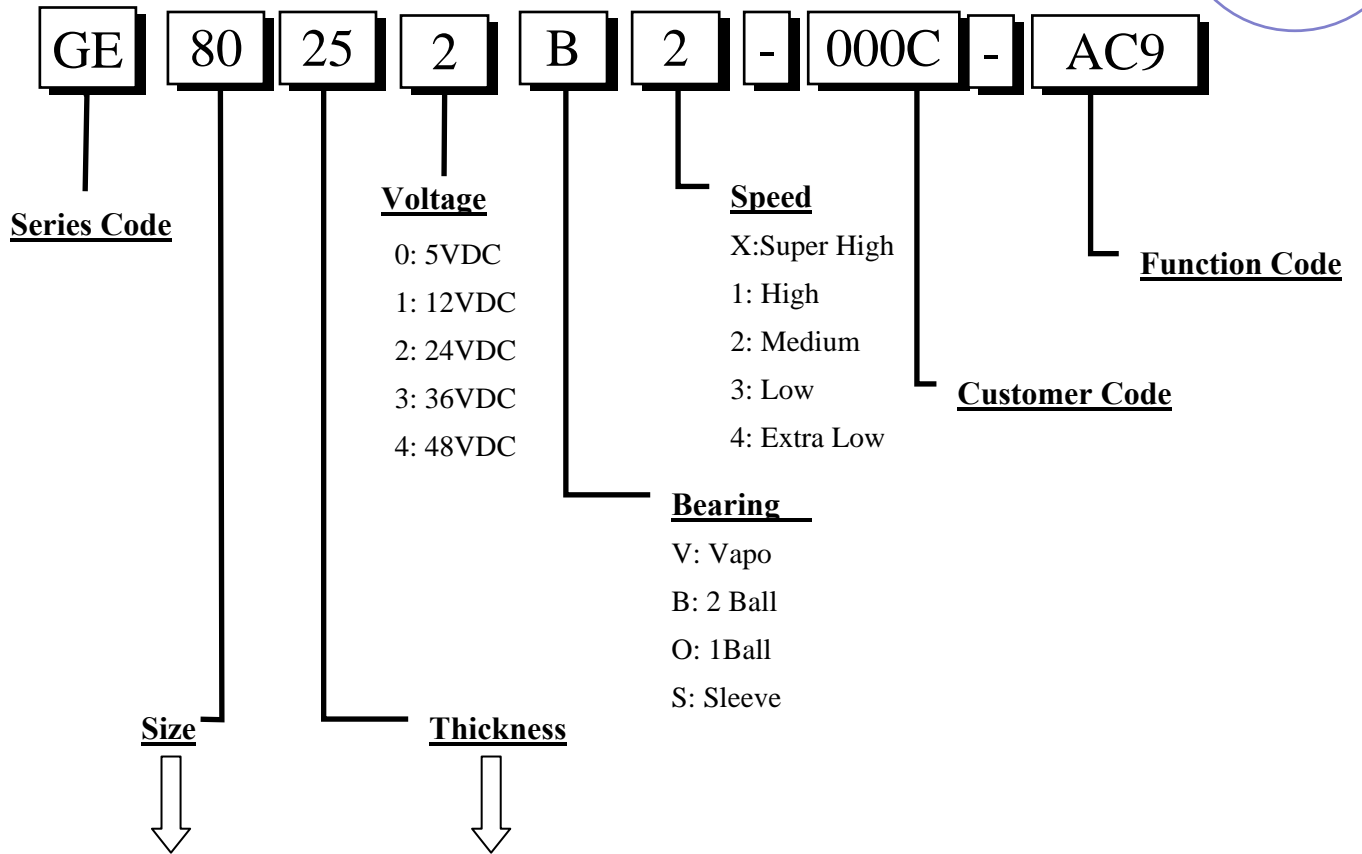 GE 80 25 2 B 2 - 000C - AC9
Series Code
Voltage
0: 5VDC
1: 12VDC
2: 24VDC
3: 36VDC
4: 48VDC
Speed
X:Super High
1: High
2: Medium
3: Low
4: Extra Low
Function Code
Customer Code
Bearing
V: Vapo
B: 2 Ball
O: 1Ball
S: Sleeve
Size
Thickness